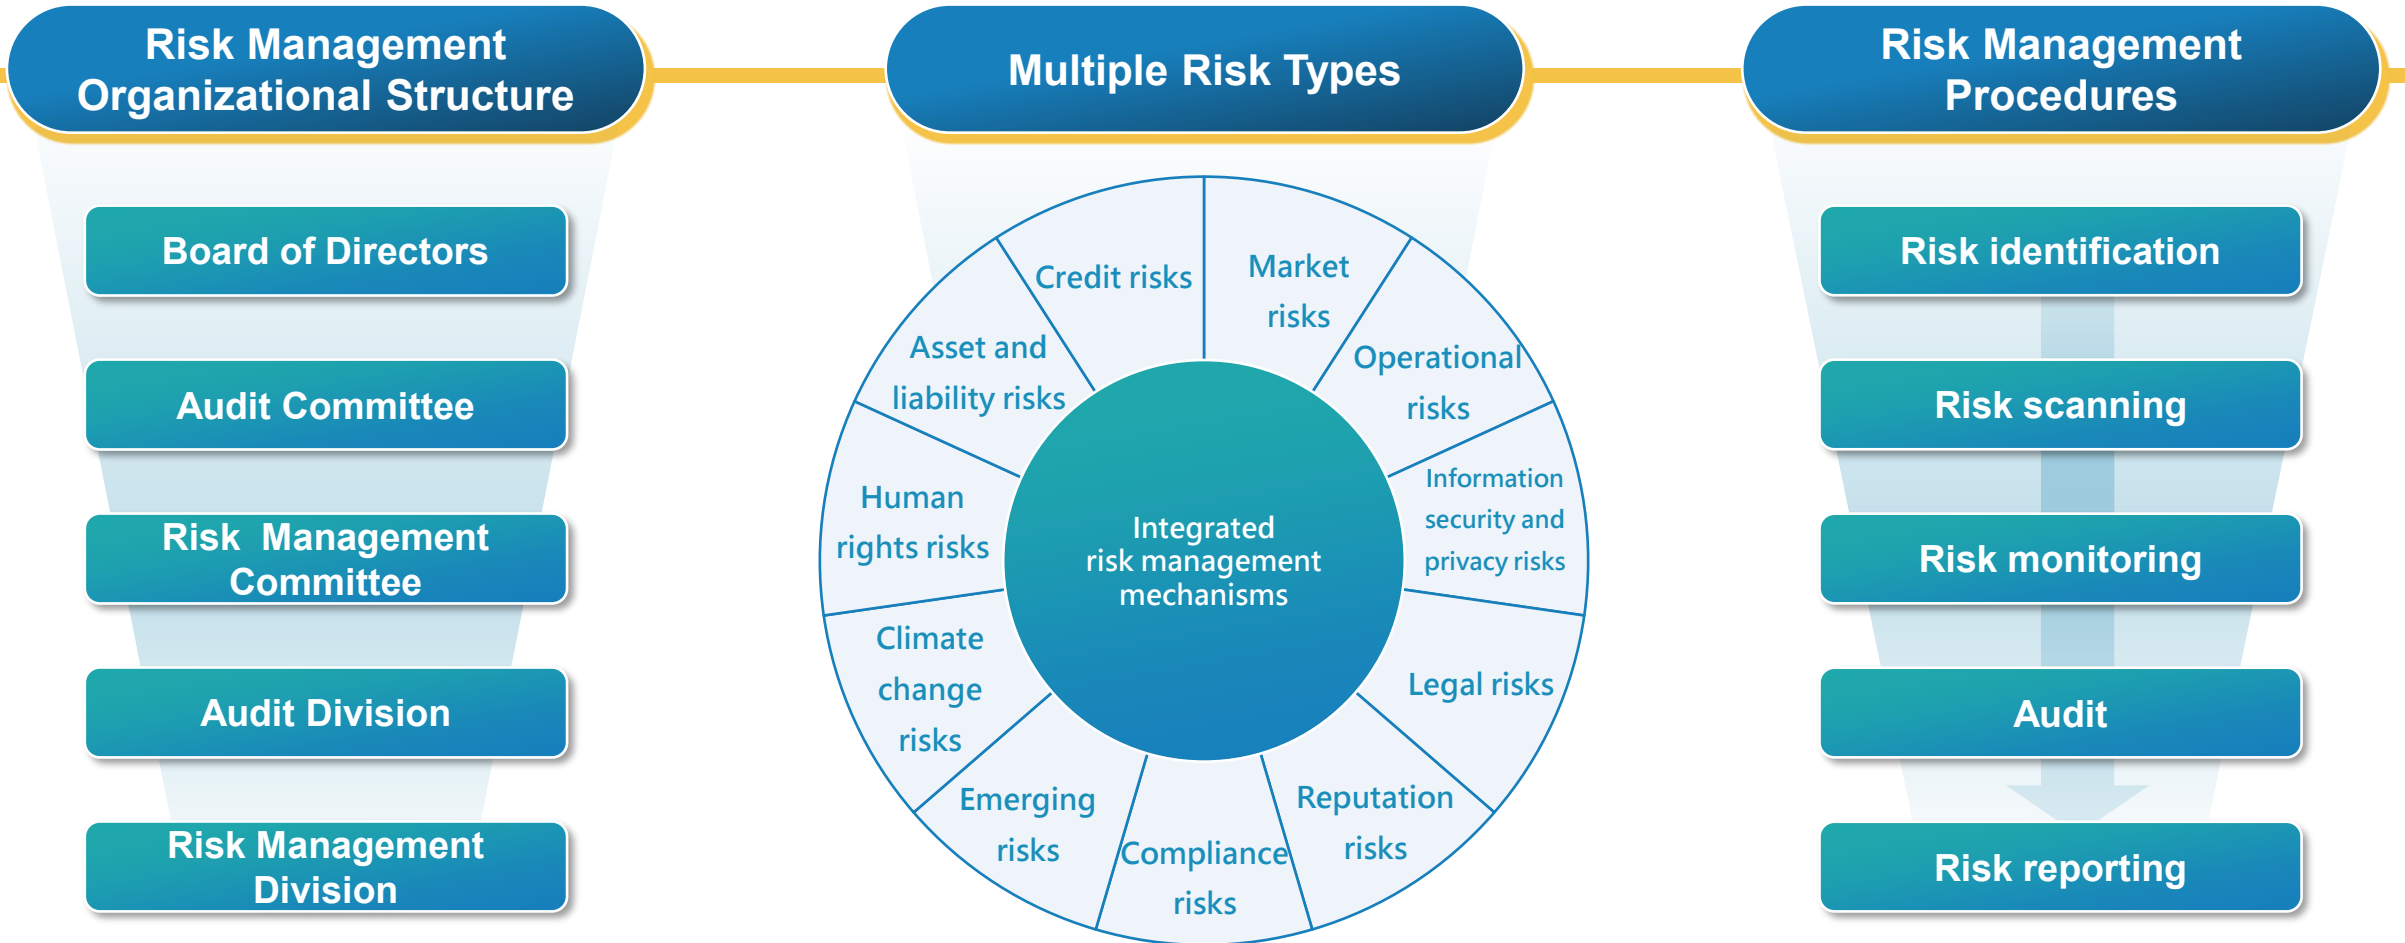 Risk Management
Organizational Structure
Board of Directors
Audit Committee
Risk  Management
Committee
Audit Division
Risk Management
Division
Multiple Risk Types
Market
risks
Operational
risks
Information
security and
privacy risks
Legal risks
Reputation
risks
Compliance
risks
Emerging
risks
Climate
change
risks
Human
rights risks
Asset and
liability risks
Credit risks
Integrated
risk management
mechanisms
Risk Management
Procedures
Risk identification
Risk scanning
Risk monitoring
Audit
Risk reporting